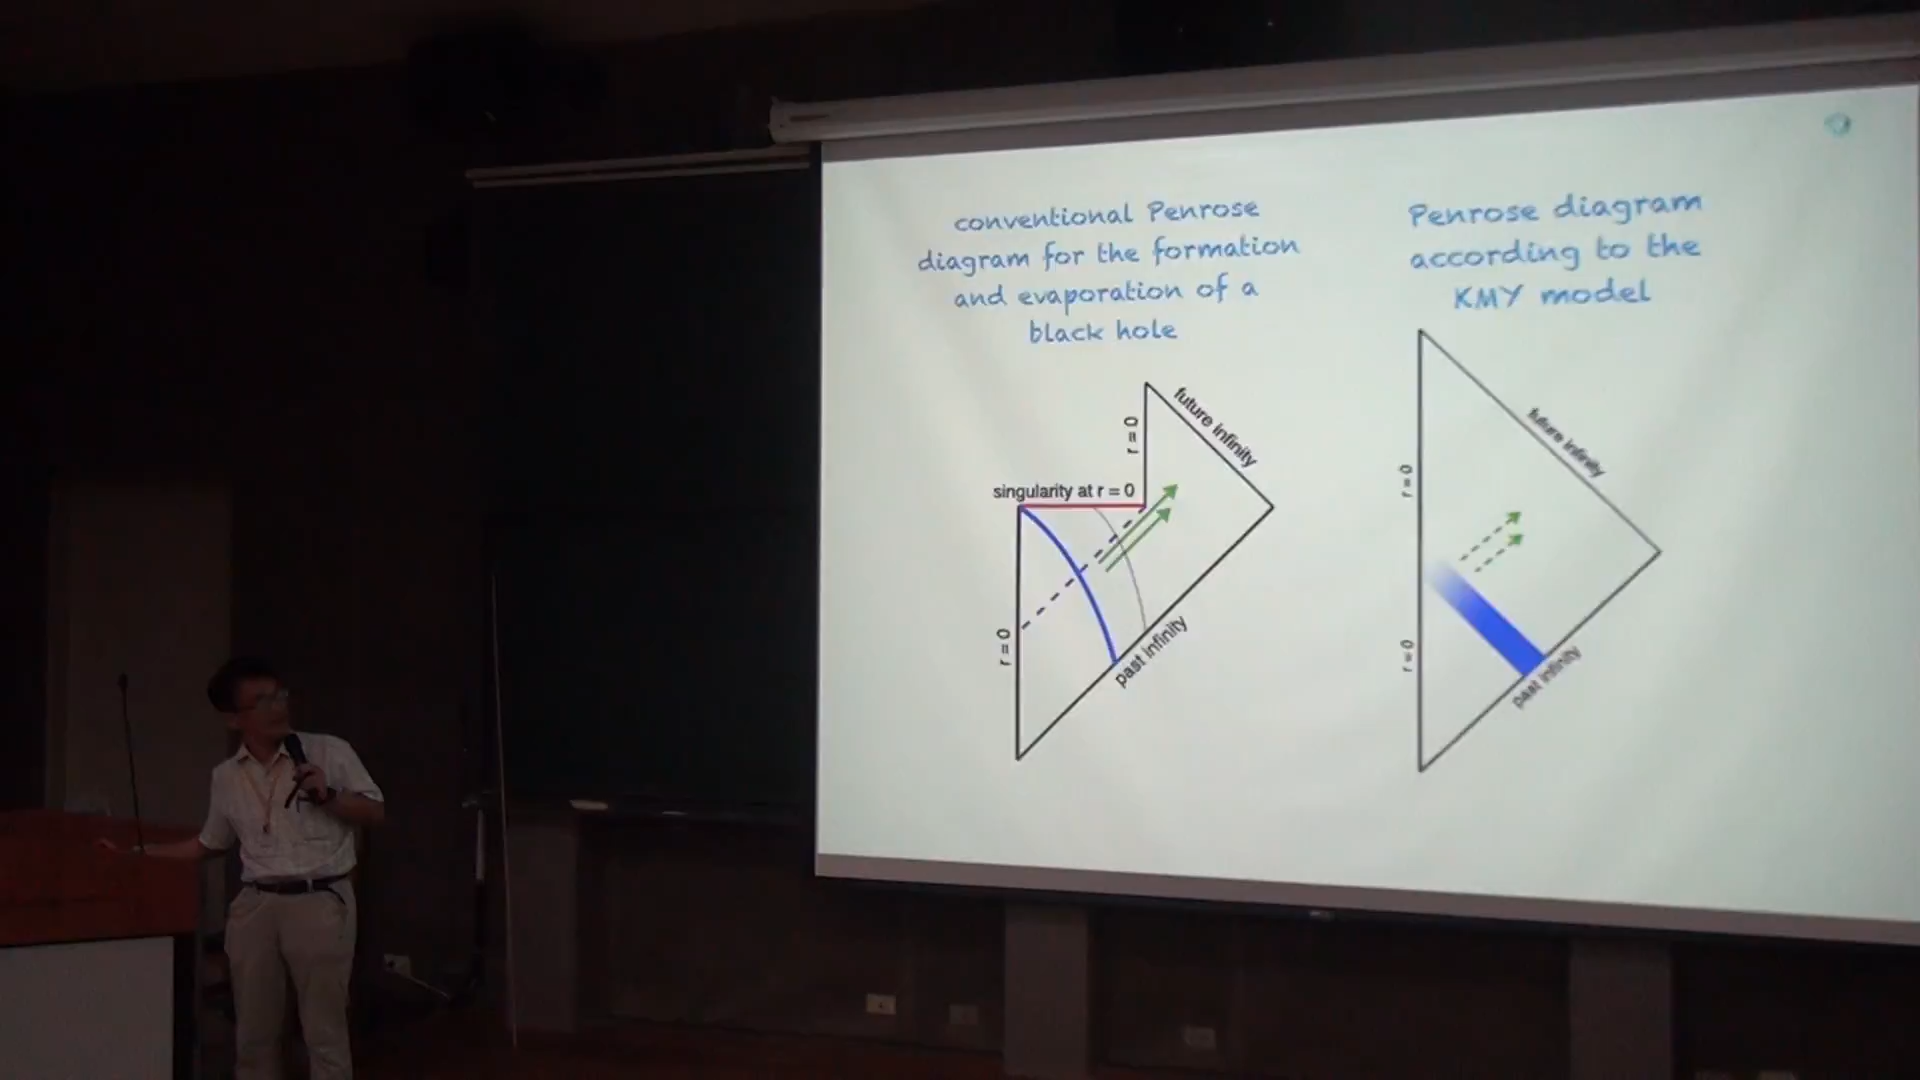 conventional Penrose
diagram for the formation
and evaporation of a
black hole
r = 0
future infinity
singularity at r = 0
r = 0
past infinity
Penrose diagram
according to the
KMY model
future infinity
r = 0
r = 0
past infinity